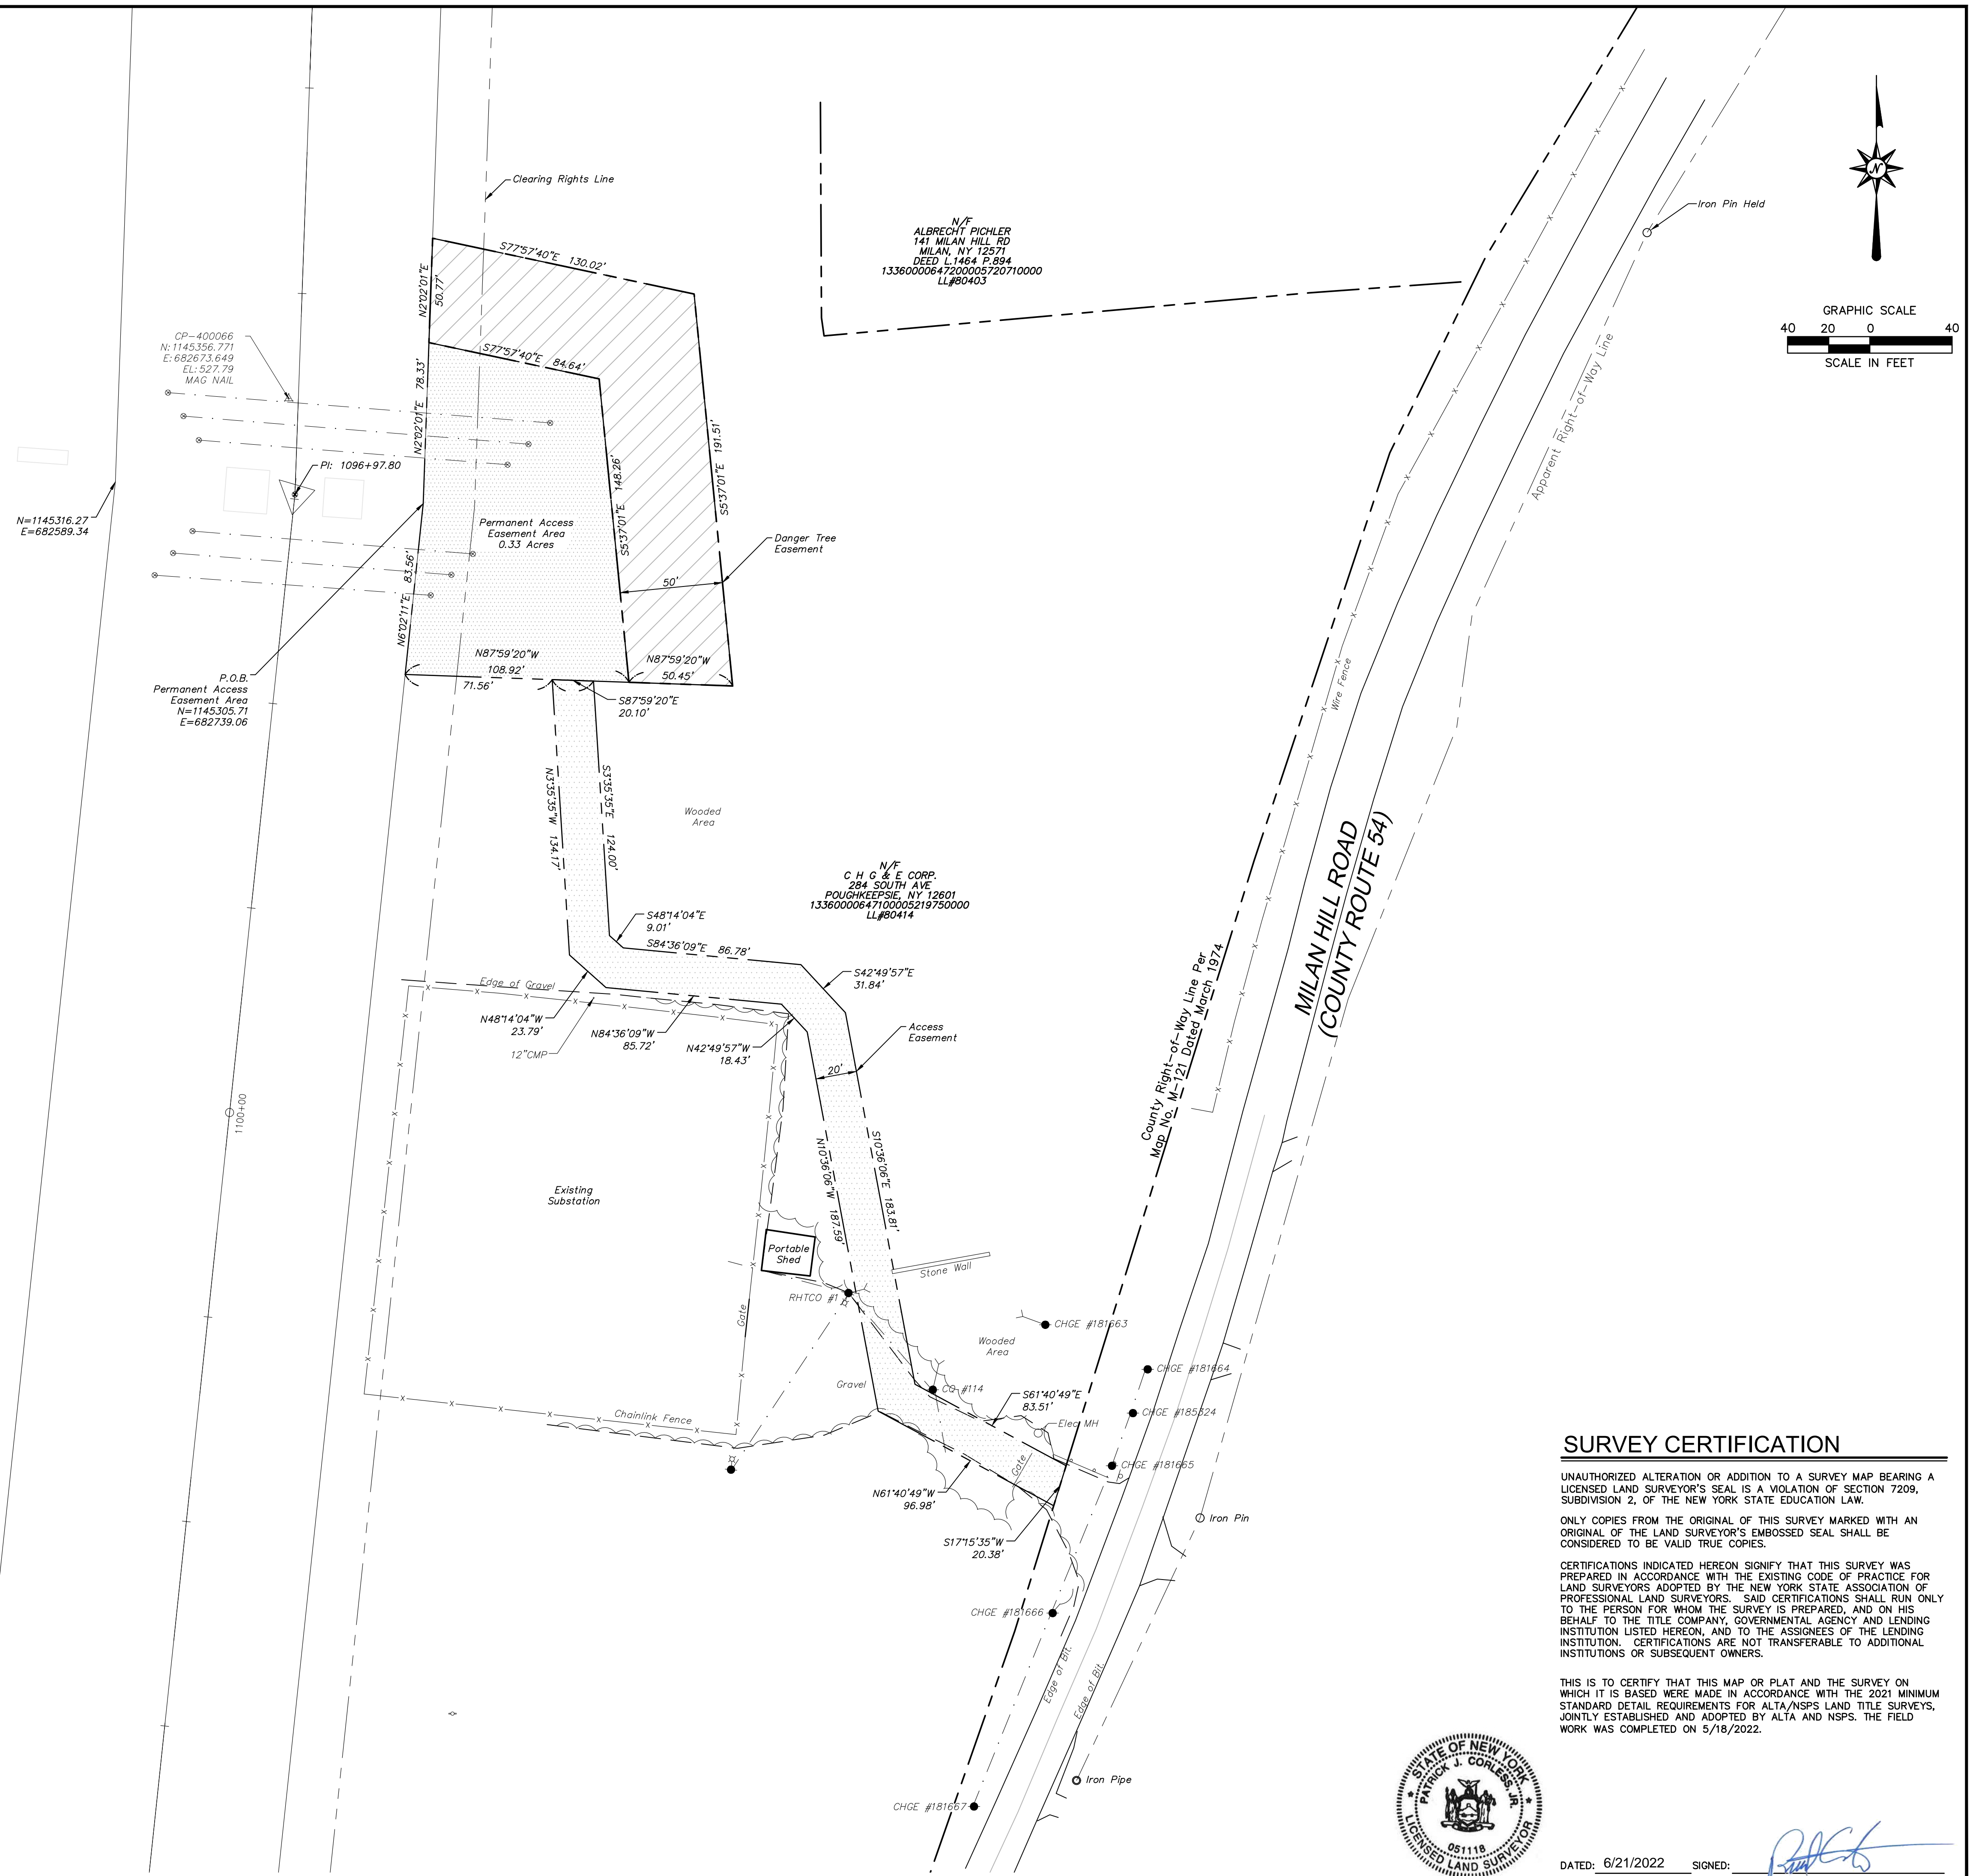 Clearing Rights Line
N/F
ALBRECHT PICHLER
141 MILAN HILL RD
MILAN, NY 12571
DEED L.1464 P.894
13360000647200005720710000
LL#80403
Iron Pin Held
GRAPHIC SCALE
40 20 0 40
SCALE IN FEET
S77°57'40"E 130.02'
N2°02'01"E
50.77'
CP-400066
N: 1145356.771
E: 682673.649
EL: 527.79
MAG NAIL
S77°57'40"E 84.64'
N2°02'01"E 78.33'
Apparent Right-of-Way Line
PI: 1096+97.80
S5°37'01"E 148.26'
S5°37'01"E 191.51'
N=1145316.27
E=682589.34
Permanent Access
Easement Area
0.33 Acres
Danger Tree
Easement
50'
N6°02'11"E 83.56'
N87°59'20"W
108.92'
71.56'
N87°59'20"W
50.45'
S87°59'20"E
20.10'
P.O.B.
Permanent Access
Easement Area
N=1145305.71
E=682739.06
Wire Fence
N3°35'35"W 134.17'
S3°35'35"E 124.00'
Wooded
Area
MILAN HILL ROAD
(COUNTY ROUTE 54)
N/F
C H G & E CORP.
284 SOUTH AVE
POUGHKEEPSIE, NY 12601
13360000647100005219750000
LL#80414
S48°14'04"E
9.01'
S84°36'09"E 86.78'
S42°49'57"E
31.84'
County Right-of-Way Line Per
Map No. M-121 Dated March 1974
Edge of Gravel
N48°14'04"W
23.79'
12"CMP
N84°36'09"W
85.72'
N42°49'57"W
18.43'
Access
Easement
20'
1100+00
N10°36'06"W 187.59'
S10°36'06"E 183.81'
Existing
Substation
Portable
Shed
Stone Wall
RHTCO #1
Gate
CHGE #181663
Wooded
Area
CHGE #181664
Gravel
CO #114
S61°40'49"E
83.51'
CHGE #185324
Elec MH
Chainlink Fence
CHGE #181665
Gate
N61°40'49"W
96.98'
Iron Pin
S17°15'35"W
20.38'
CHGE #181666
Edge of Bit.
Edge of Bit.
Iron Pipe
CHGE #181667
SURVEY CERTIFICATION
UNAUTHORIZED ALTERATION OR ADDITION TO A SURVEY MAP BEARING A
LICENSED LAND SURVEYOR'S SEAL IS A VIOLATION OF SECTION 7209,
SUBDIVISION 2, OF THE NEW YORK STATE EDUCATION LAW.
ONLY COPIES FROM THE ORIGINAL OF THIS SURVEY MARKED WITH AN
ORIGINAL OF THE LAND SURVEYOR'S EMBOSSED SEAL SHALL BE
CONSIDERED TO BE VALID TRUE COPIES.
CERTIFICATIONS INDICATED HEREON SIGNIFY THAT THIS SURVEY WAS
PREPARED IN ACCORDANCE WITH THE EXISTING CODE OF PRACTICE FOR
LAND SURVEYORS ADOPTED BY THE NEW YORK STATE ASSOCIATION OF
PROFESSIONAL LAND SURVEYORS. SAID CERTIFICATIONS SHALL RUN ONLY
TO THE PERSON FOR WHOM THE SURVEY IS PREPARED, AND ON HIS
BEHALF TO THE TITLE COMPANY, GOVERNMENTAL AGENCY AND LENDING
INSTITUTION LISTED HEREON, AND TO THE ASSIGNEES OF THE LENDING
INSTITUTION. CERTIFICATIONS ARE NOT TRANSFERABLE TO ADDITIONAL
INSTITUTIONS OR SUBSEQUENT OWNERS.
THIS IS TO CERTIFY THAT THIS MAP OR PLAT AND THE SURVEY ON
WHICH IT IS BASED WERE MADE IN ACCORDANCE WITH THE 2021 MINIMUM
STANDARD DETAIL REQUIREMENTS FOR ALTA/NSPS LAND TITLE SURVEYS,
JOINTLY ESTABLISHED AND ADOPTED BY ALTA AND NSPS. THE FIELD
WORK WAS COMPLETED ON 5/18/2022.
STATE OF NEW YORK
PATRICK J. CORLESS, JR.
051118
LICENSED LAND SURVEYOR
DATED: 6/21/2022 SIGNED: